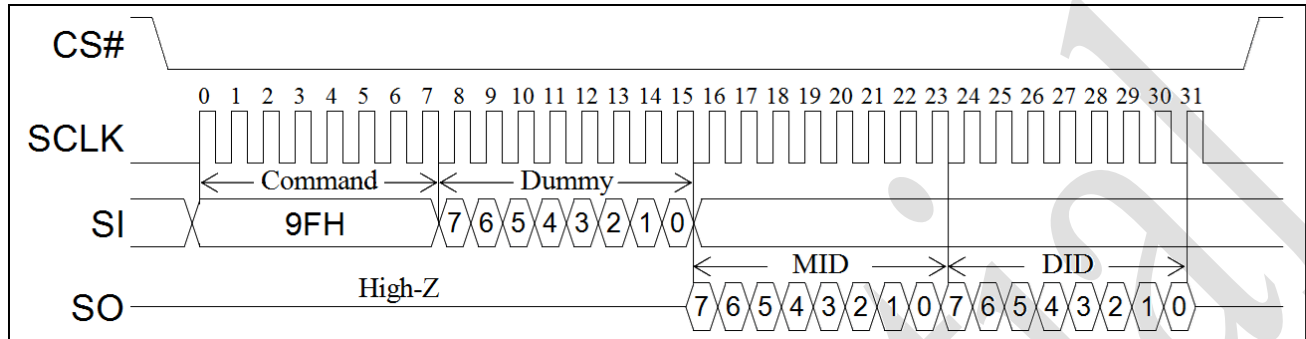 CS#
0 1 2 3 4 5 6 7 8 9 10 11 12 13 14 15 16 17 18 19 20 21 22 23 24 25 26 27 28 29 30 31
SCLK
Command Dummy
SI 9FH 7 6 5 4 3 2 1 0
MID DID
High-Z
SO 7 6 5 4 3 2 1 0 7 6 5 4 3 2 1 0